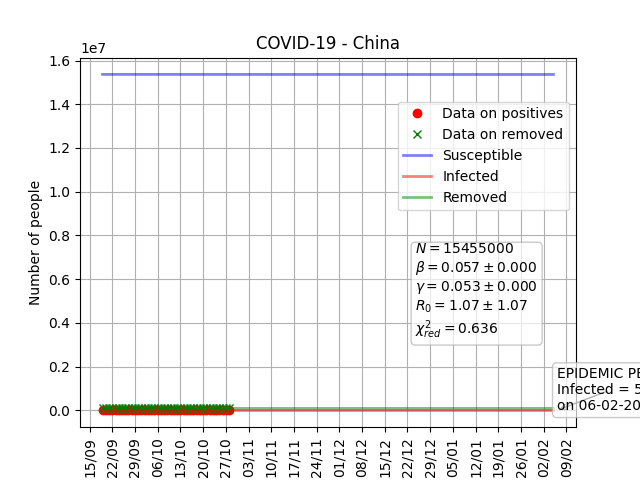 COVID-19 - China
1e7
1.6
1.4
1.2
1.0
0.8
0.6
0.4
0.2
0.0
Number of people
Data on positives
Data on removed
Susceptible
Infected
Removed
N = 15455000
β = 0.057 ± 0.000
γ = 0.053 ± 0.000
R₀ = 1.07 ± 1.07
χ²red = 0.636
EPIDEMIC PE
Infected = 5
on 06-02-20
15/09 22/09 29/09 06/10 13/10 20/10 27/10 03/11 10/11 17/11 24/11 01/12 08/12 15/12 22/12 29/12 05/01 12/01 19/01 26/01 02/02 09/02